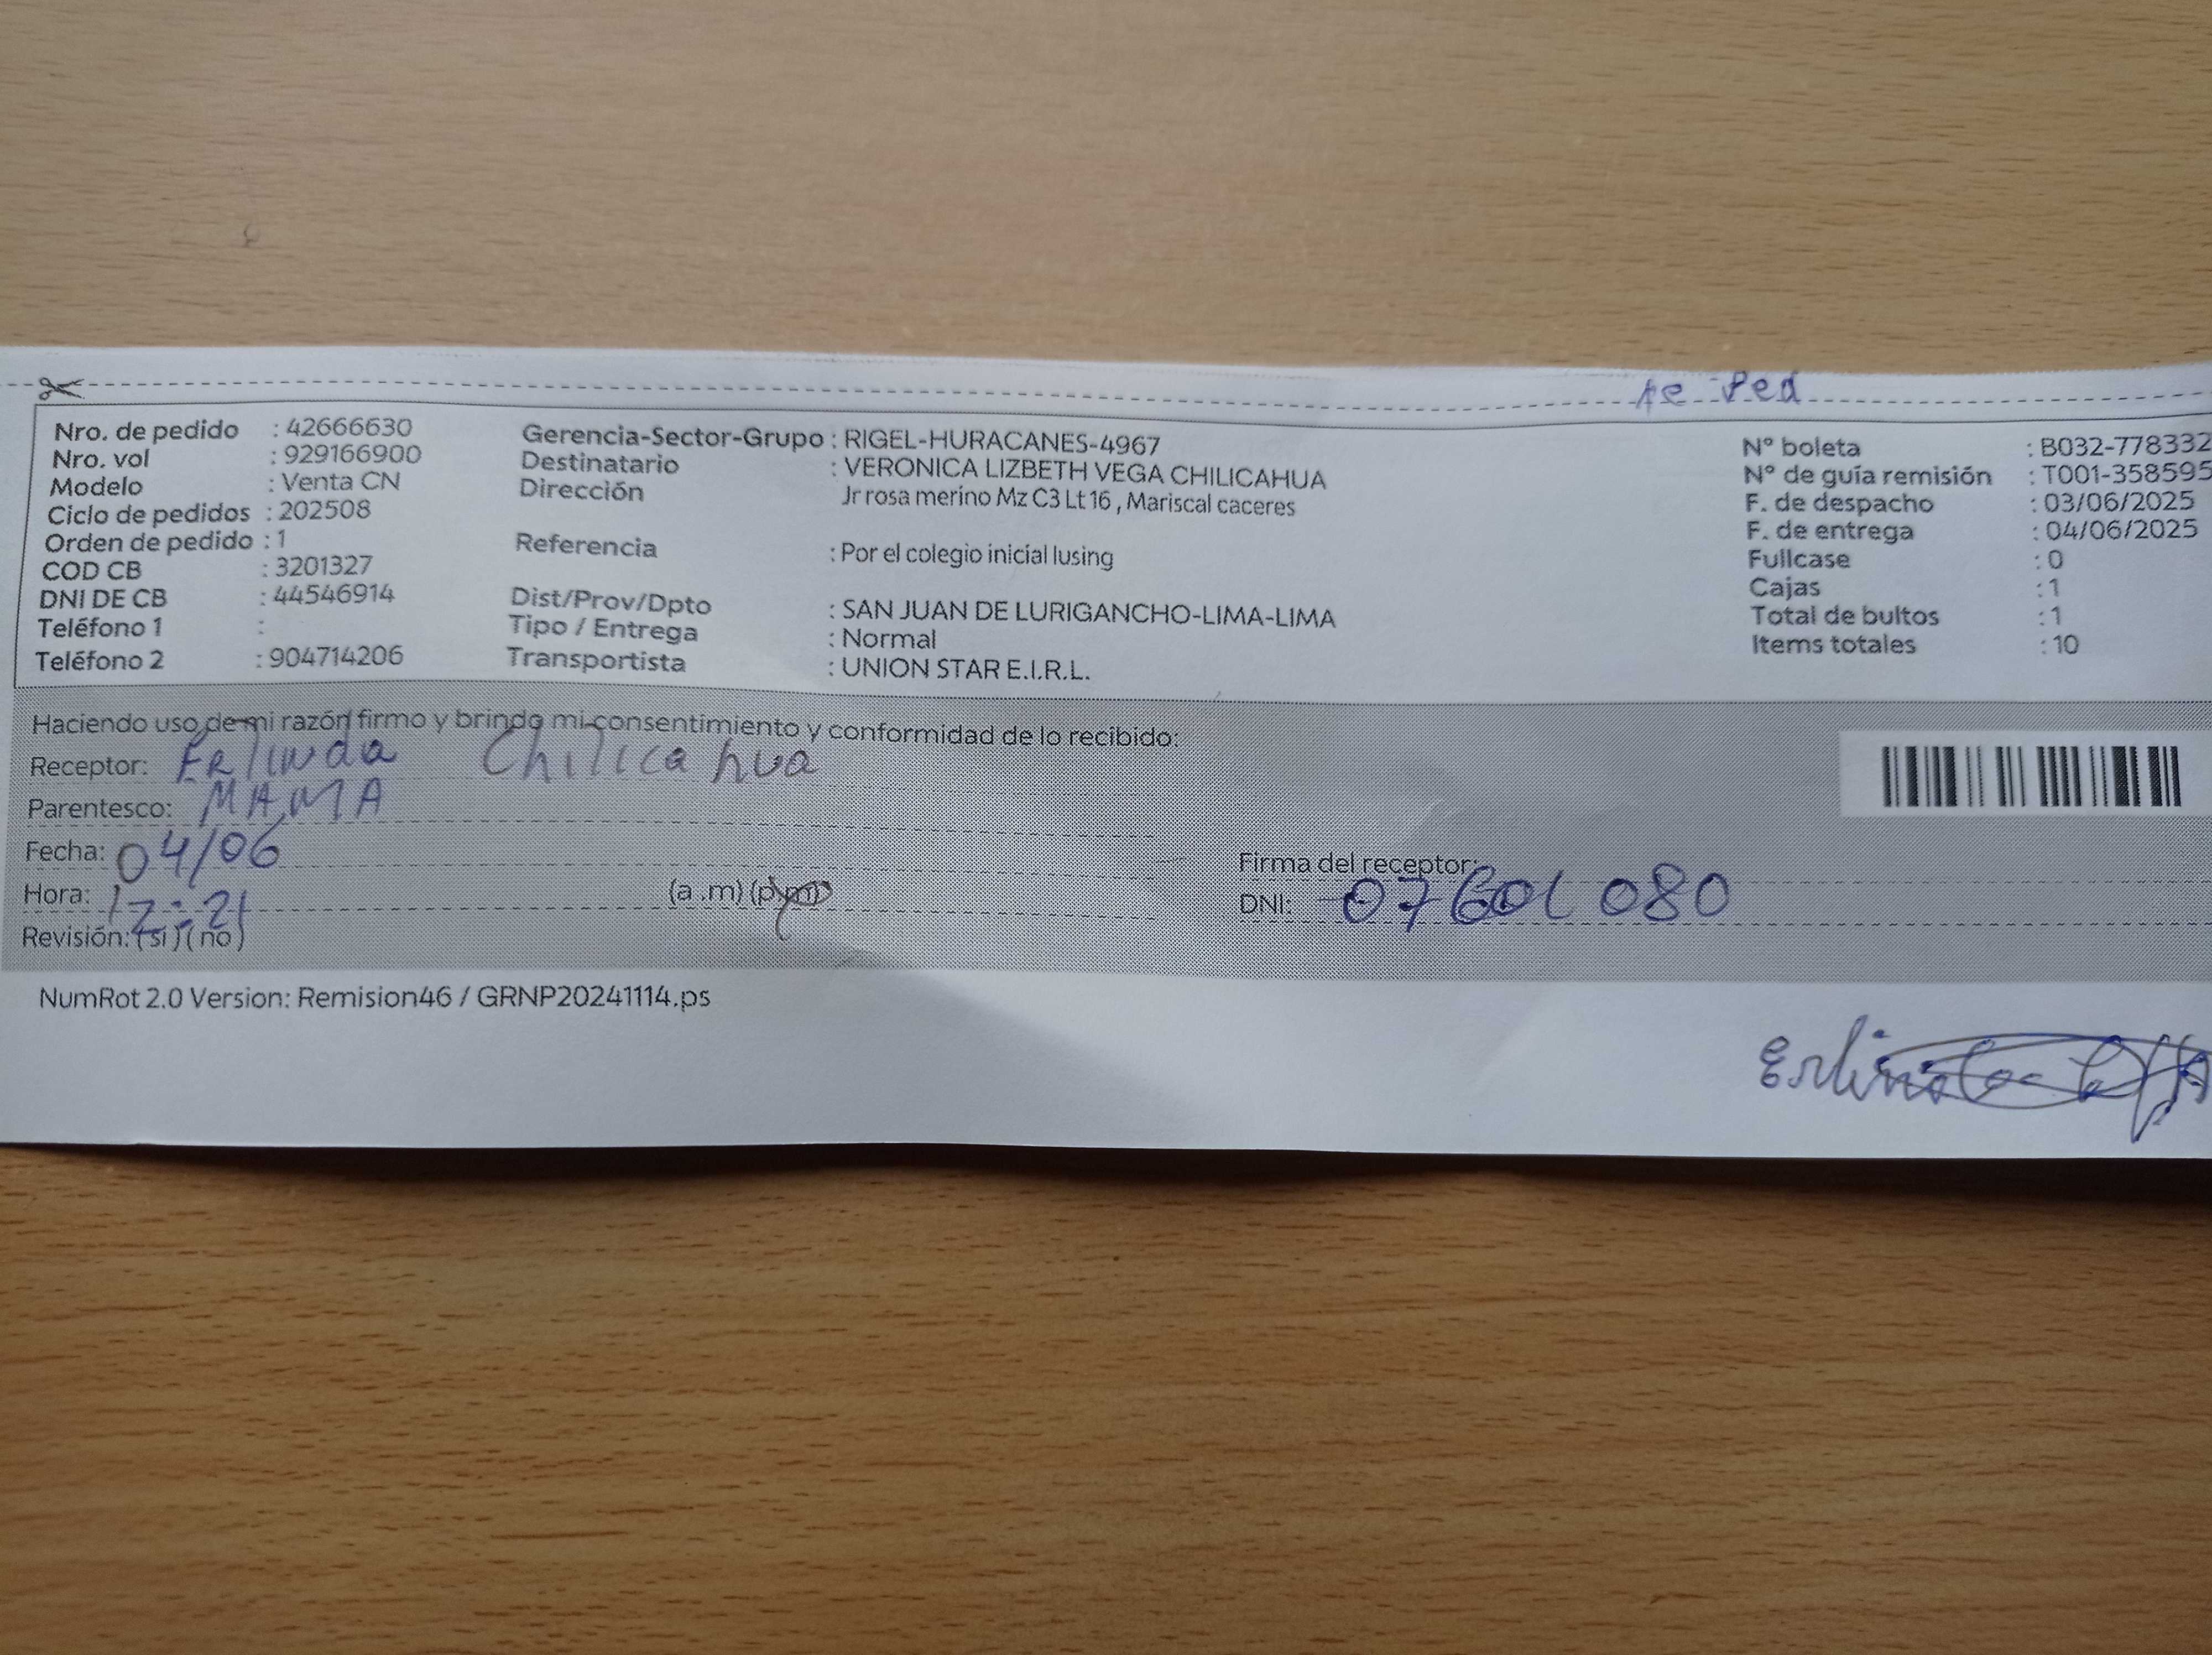 Re Ped
Nro. de pedido : 42666630
Nro. vol : 929166900
Modelo : Venta CN
Ciclo de pedidos : 202508
Orden de pedido : 1
COD CB : 3201327
DNI DE CB : 44546914
Teléfono 1 :
Teléfono 2 : 904714206
Gerencia-Sector-Grupo : RIGEL-HURACANES-4967
Destinatario : VERONICA LIZBETH VEGA CHILICAHUA
Dirección Jr rosa merino Mz C3 Lt 16 , Mariscal caceres
Referencia : Por el colegio inicial lusing
Dist/Prov/Dpto : SAN JUAN DE LURIGANCHO-LIMA-LIMA
Tipo / Entrega : Normal
Transportista : UNION STAR E.I.R.L.
N° boleta : B032-778332
N° de guía remisión : T001-358595
F. de despacho : 03/06/2025
F. de entrega : 04/06/2025
Fullcase : 0
Cajas : 1
Total de bultos : 1
Items totales : 10
Haciendo uso de mi razón firmo y brindo mi consentimiento y conformidad de lo recibido:
Receptor: Erlinda Chilicahua
Parentesco: MAMA
Fecha: 04/06
Hora: 12:21 (a .m) (p.m)
Revisión: (si) (no)
Firma del receptor:
DNI: 07601080
NumRot 2.0 Version: Remision46 / GRNP20241114.ps
Erlinda